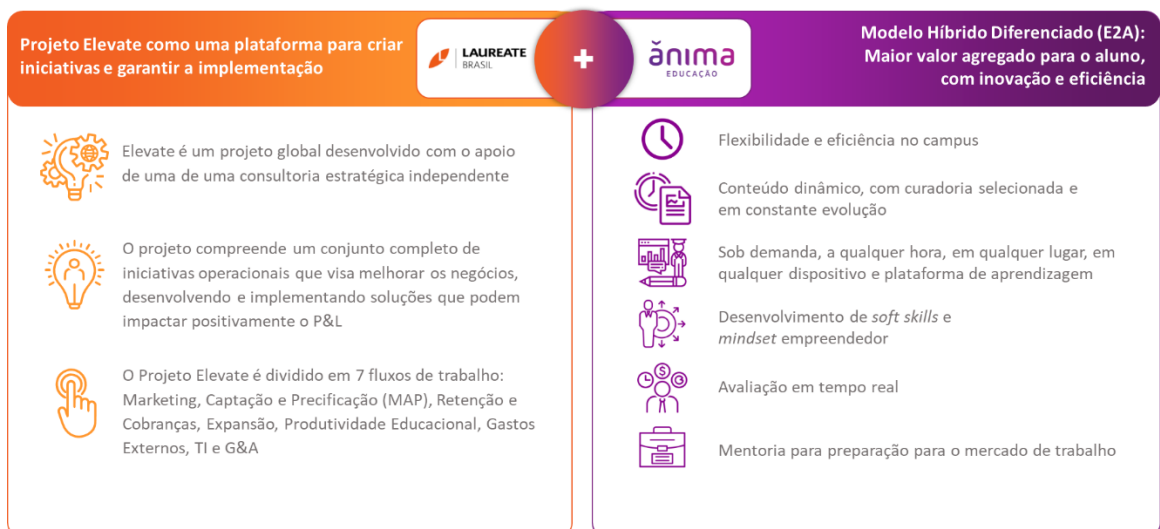 Projeto Elevate como uma plataforma para criar
iniciativas e garantir a implementação
LAUREATE
BRASIL
+
ănima
EDUCAÇÃO
Modelo Híbrido Diferenciado (E2A):
Maior valor agregado para o aluno,
com inovação e eficiência
Elevate é um projeto global desenvolvido com o apoio
de uma de uma consultoria estratégica independente
O projeto compreende um conjunto completo de
iniciativas operacionais que visa melhorar os negócios,
desenvolvendo e implementando soluções que podem
impactar positivamente o P&L
O Projeto Elevate é dividido em 7 fluxos de trabalho:
Marketing, Captação e Precificação (MAP), Retenção e
Cobranças, Expansão, Produtividade Educacional, Gastos
Externos, TI e G&A
Flexibilidade e eficiência no campus
Conteúdo dinâmico, com curadoria selecionada e
em constante evolução
Sob demanda, a qualquer hora, em qualquer lugar, em
qualquer dispositivo e plataforma de aprendizagem
Desenvolvimento de soft skills e
mindset empreendedor
Avaliação em tempo real
Mentoria para preparação para o mercado de trabalho